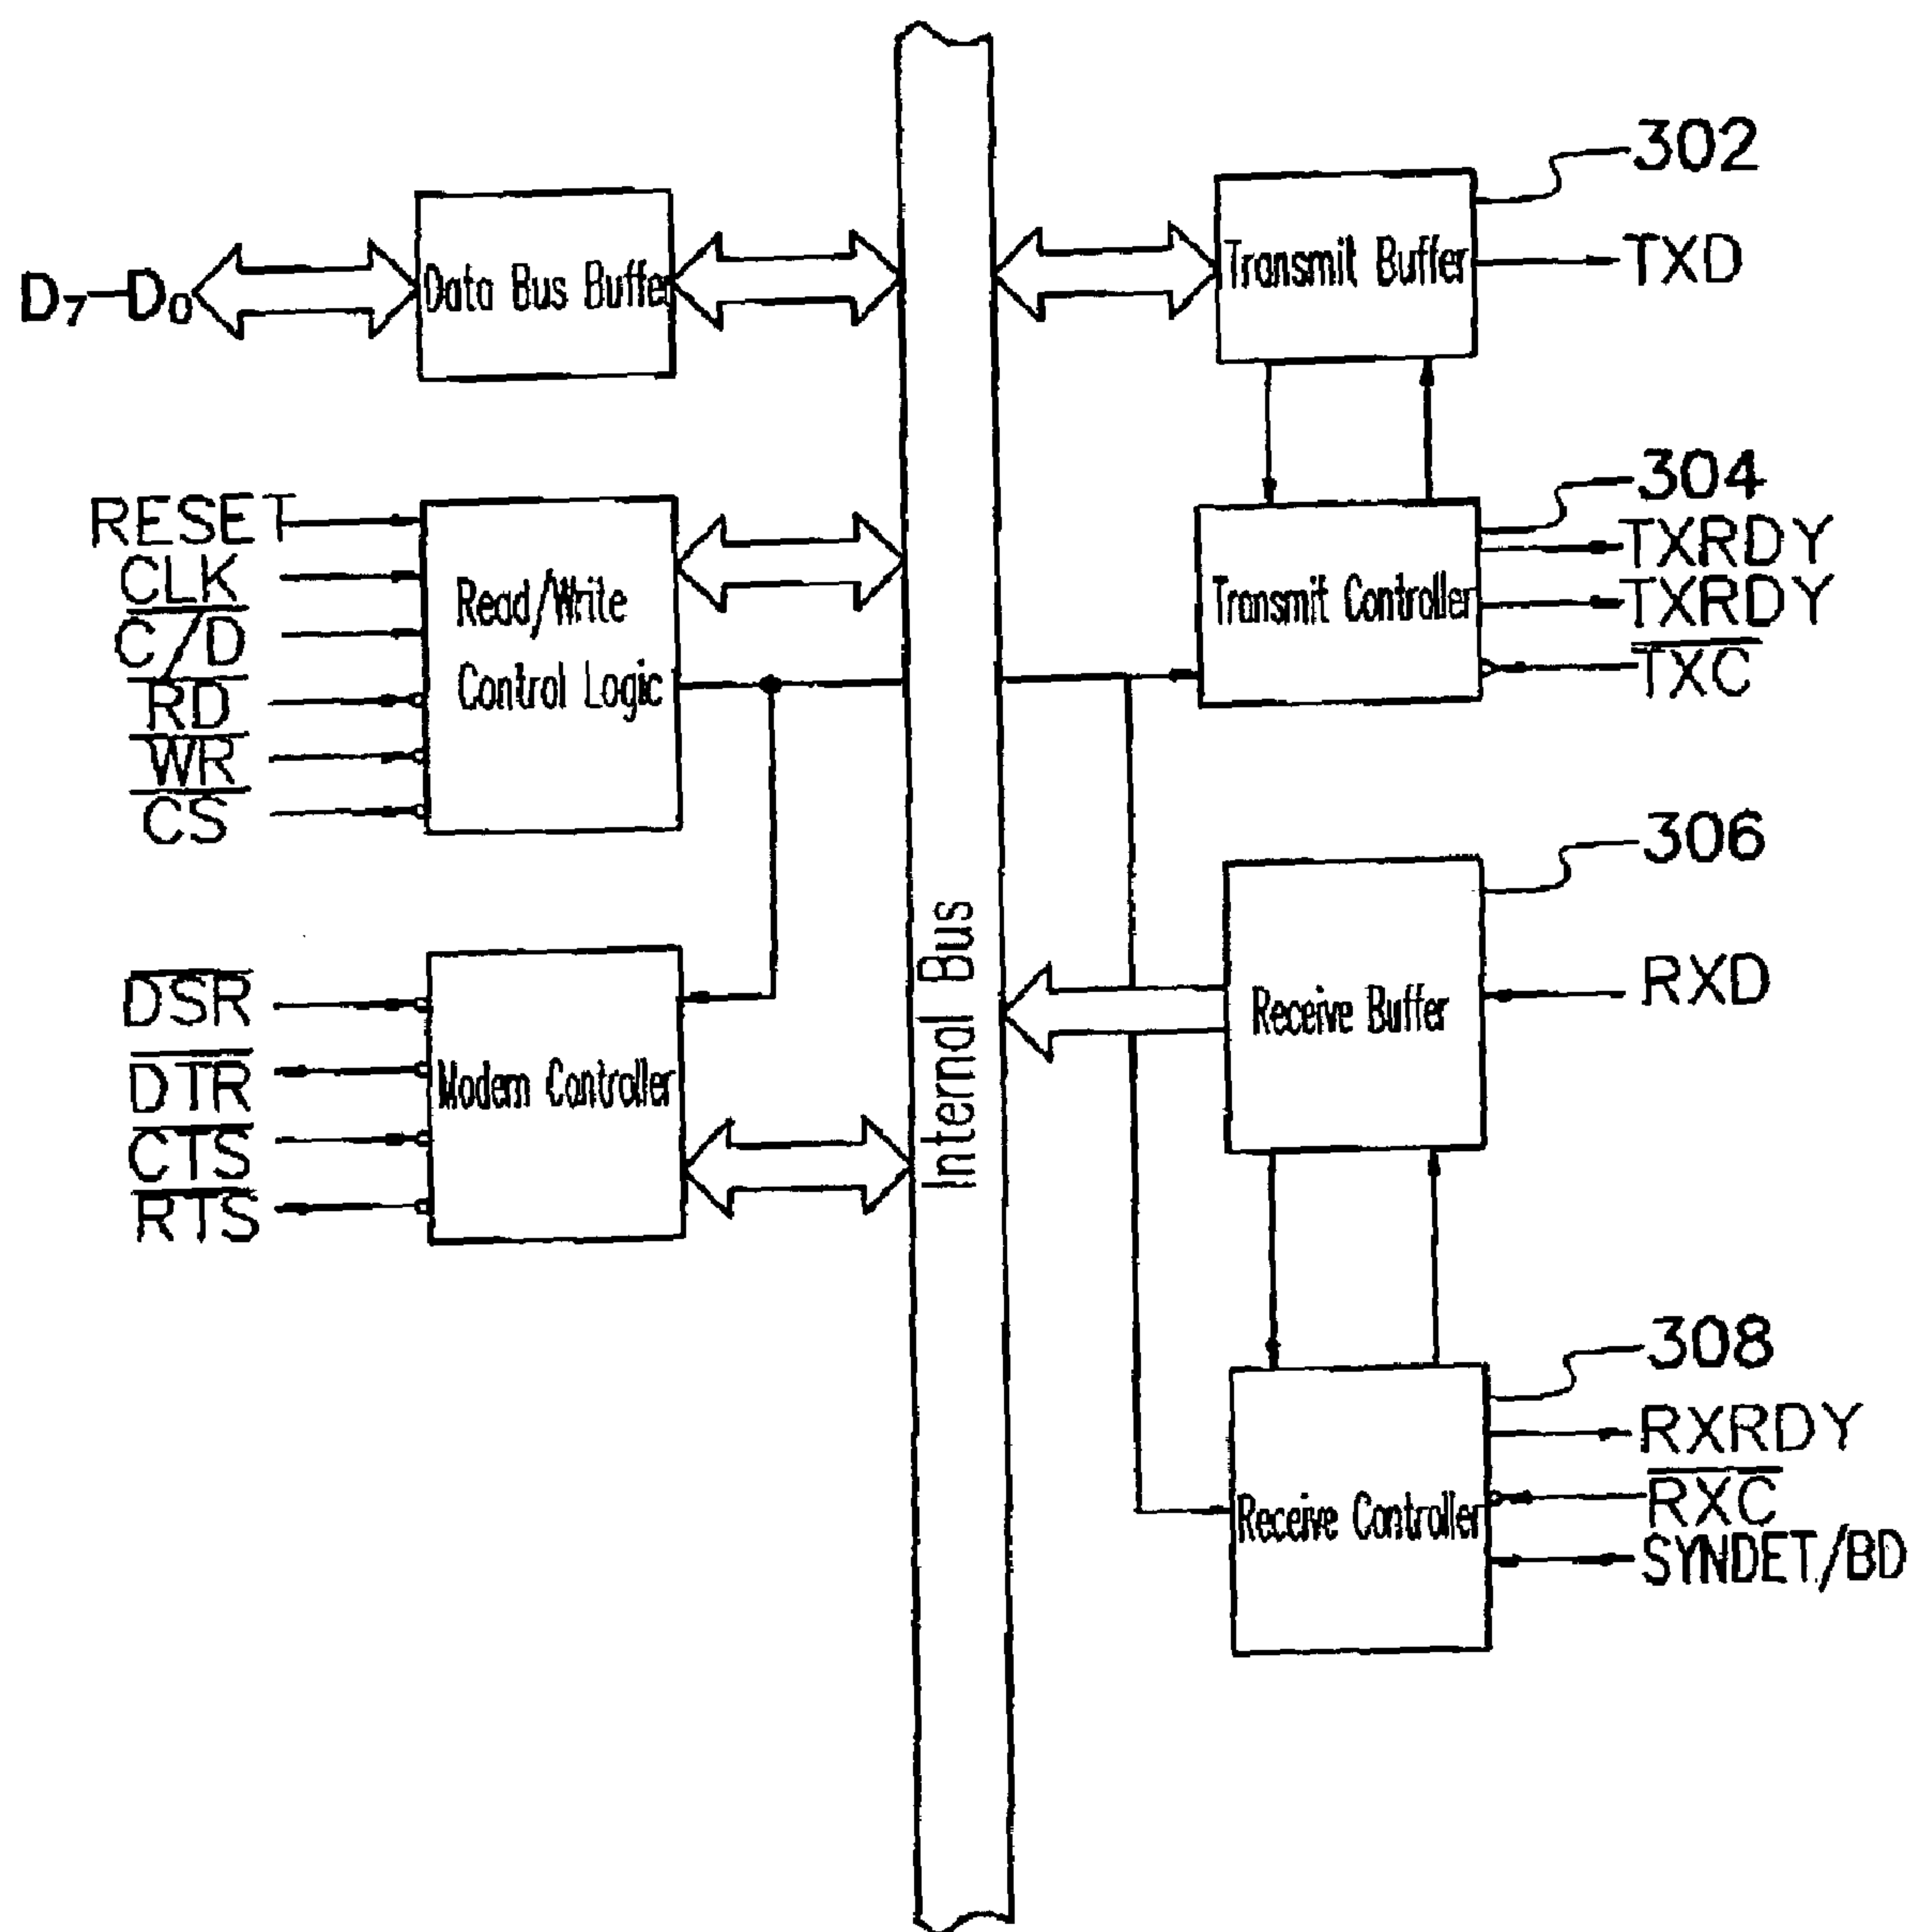 302
D7-D0
Data Bus Buffer
Transmit Buffer
TXD
RESET
CLK
C/D
RD
WR
CS
Read/Write
Control Logic
304
Transmit Controller
TXRDY
TXRDY
TXC
306
Receive Buffer
RXD
DSR
DTR
CTS
RTS
Modem Controller
Internal Bus
308
Receive Controller
RXRDY
RXC
SYNDET/BD